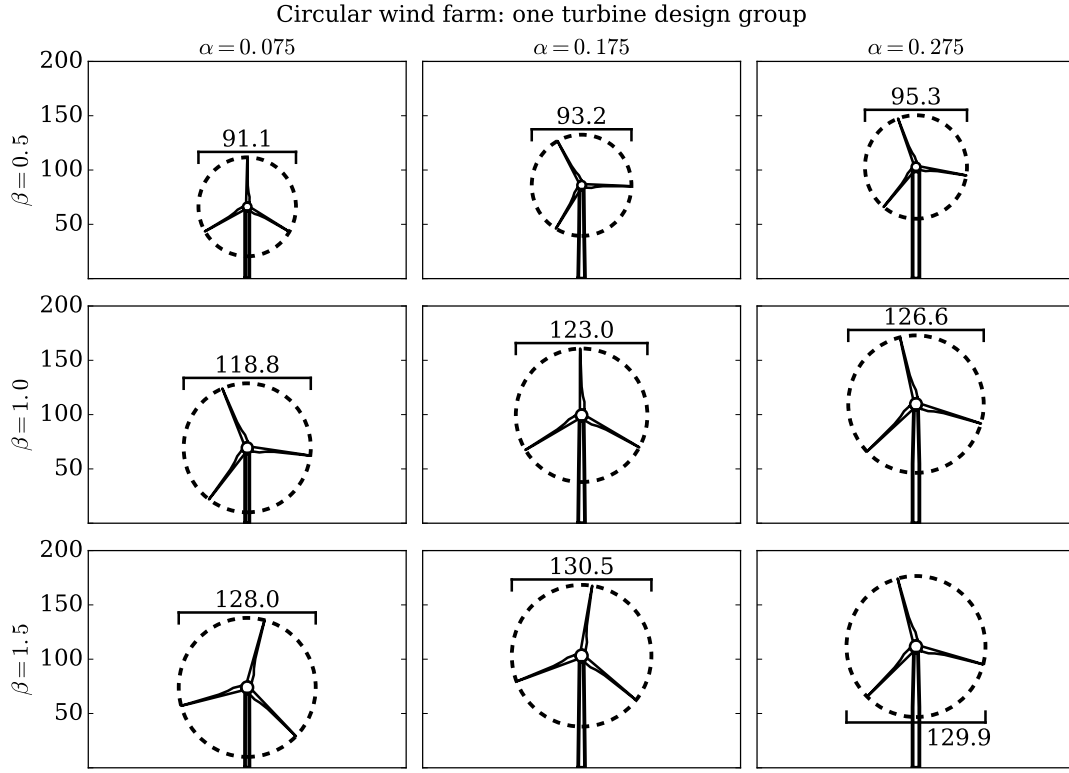 Circular wind farm: one turbine design group
α = 0.075 α = 0.175 α = 0.275
200
150
100
50
β = 0.5
91.1 93.2 95.3
200
150
100
50
β = 1.0
118.8 123.0 126.6
200
150
100
50
β = 1.5
128.0 130.5 129.9